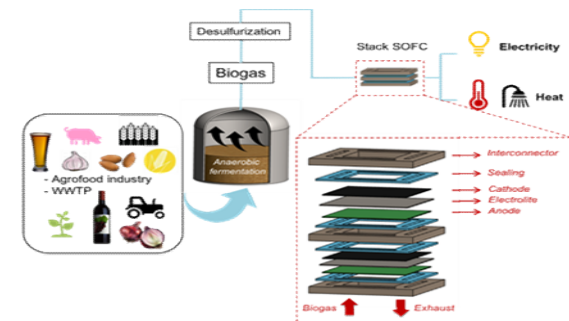 Desulfurization
Stack SOFC
Electricity
Biogas
Heat
Anaerobic
fermentation
- Agrofood industry
- WWTP
Interconnector
Sealing
Cathode
Electrolite
Anode
Biogas
Exhaust